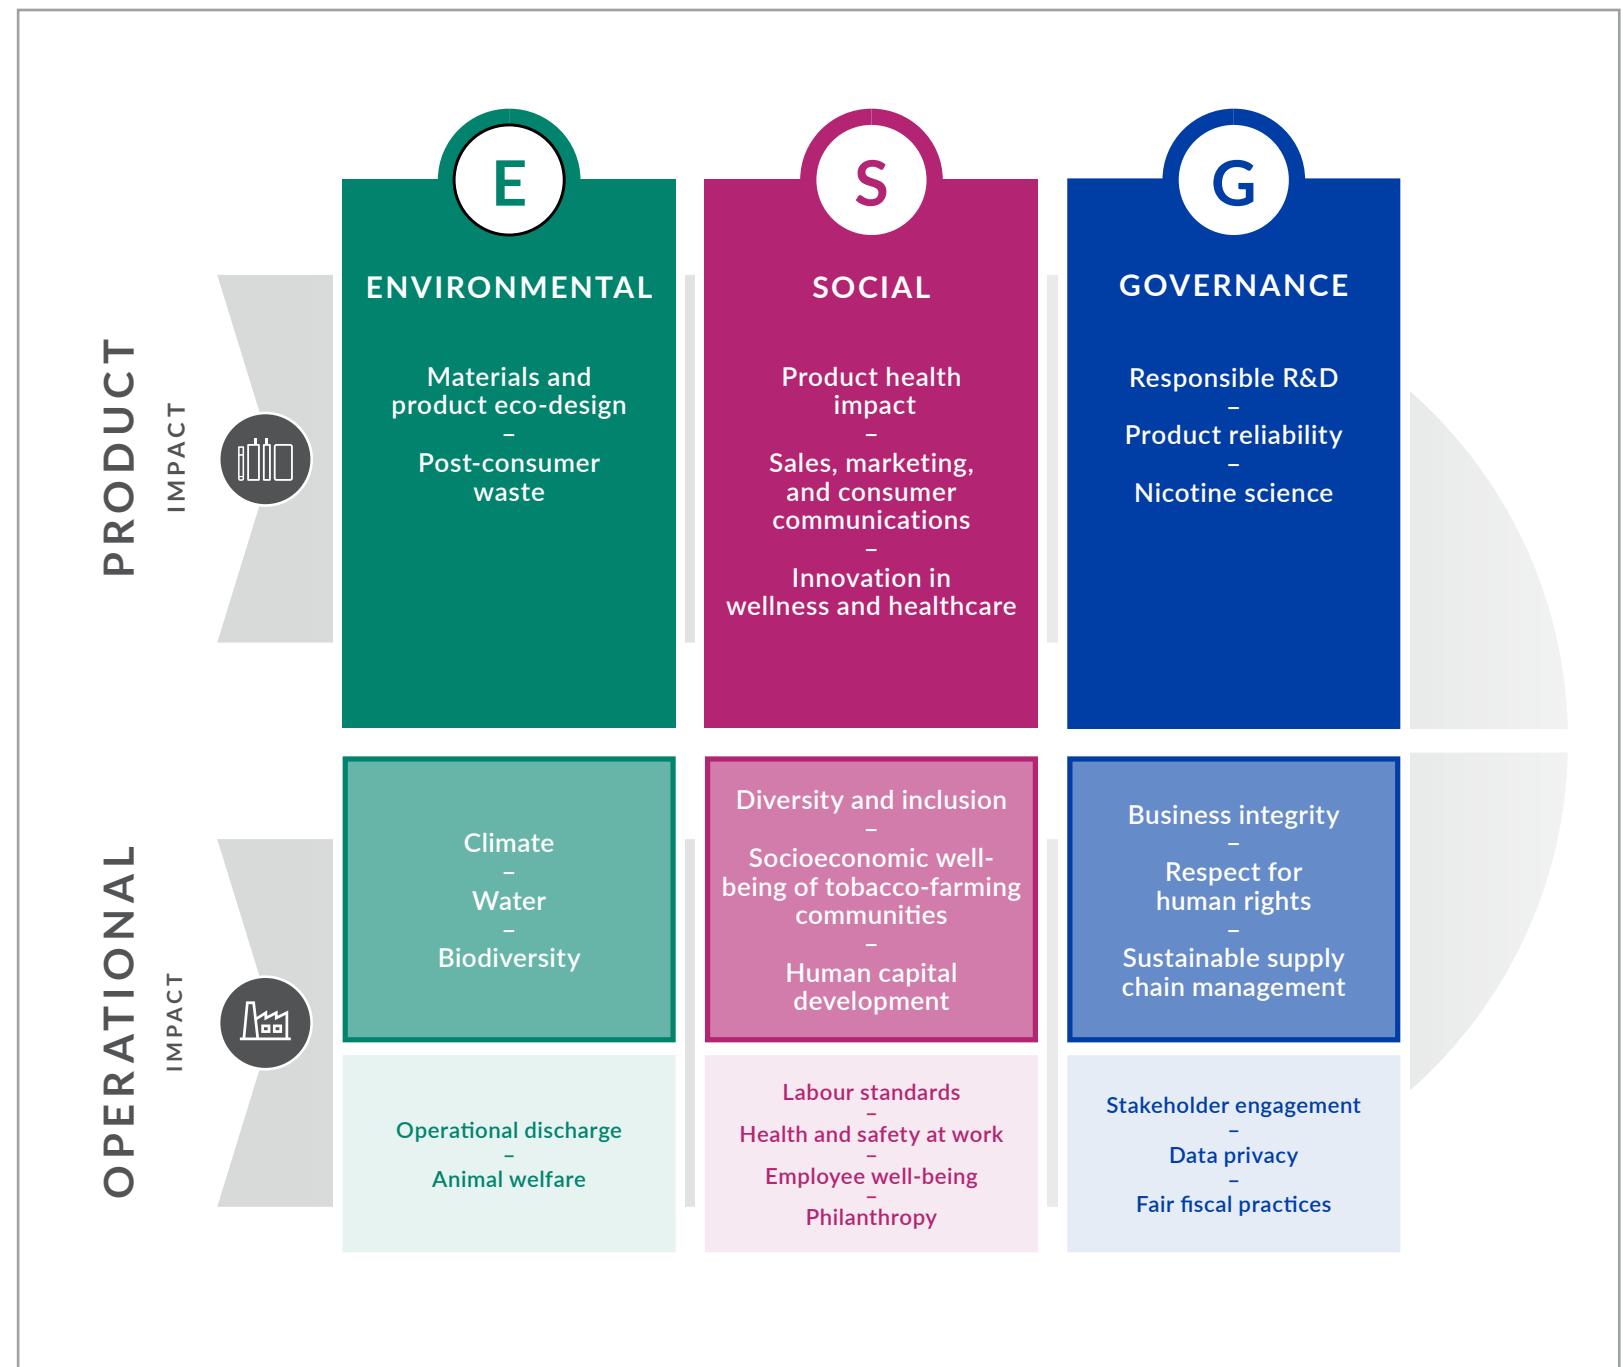 PRODUCT
IMPACT
E
ENVIRONMENTAL
Materials and
product eco-design
–
Post-consumer
waste
S
SOCIAL
Product health
impact
–
Sales, marketing,
and consumer
communications
–
Innovation in
wellness and healthcare
G
GOVERNANCE
Responsible R&D
–
Product reliability
–
Nicotine science
OPERATIONAL
IMPACT
Climate
–
Water
–
Biodiversity
Diversity and inclusion
–
Socioeconomic well-
being of tobacco-farming
communities
–
Human capital
development
Business integrity
–
Respect for
human rights
–
Sustainable supply
chain management
Operational discharge
–
Animal welfare
Labour standards
–
Health and safety at work
–
Employee well-being
–
Philanthropy
Stakeholder engagement
–
Data privacy
–
Fair fiscal practices